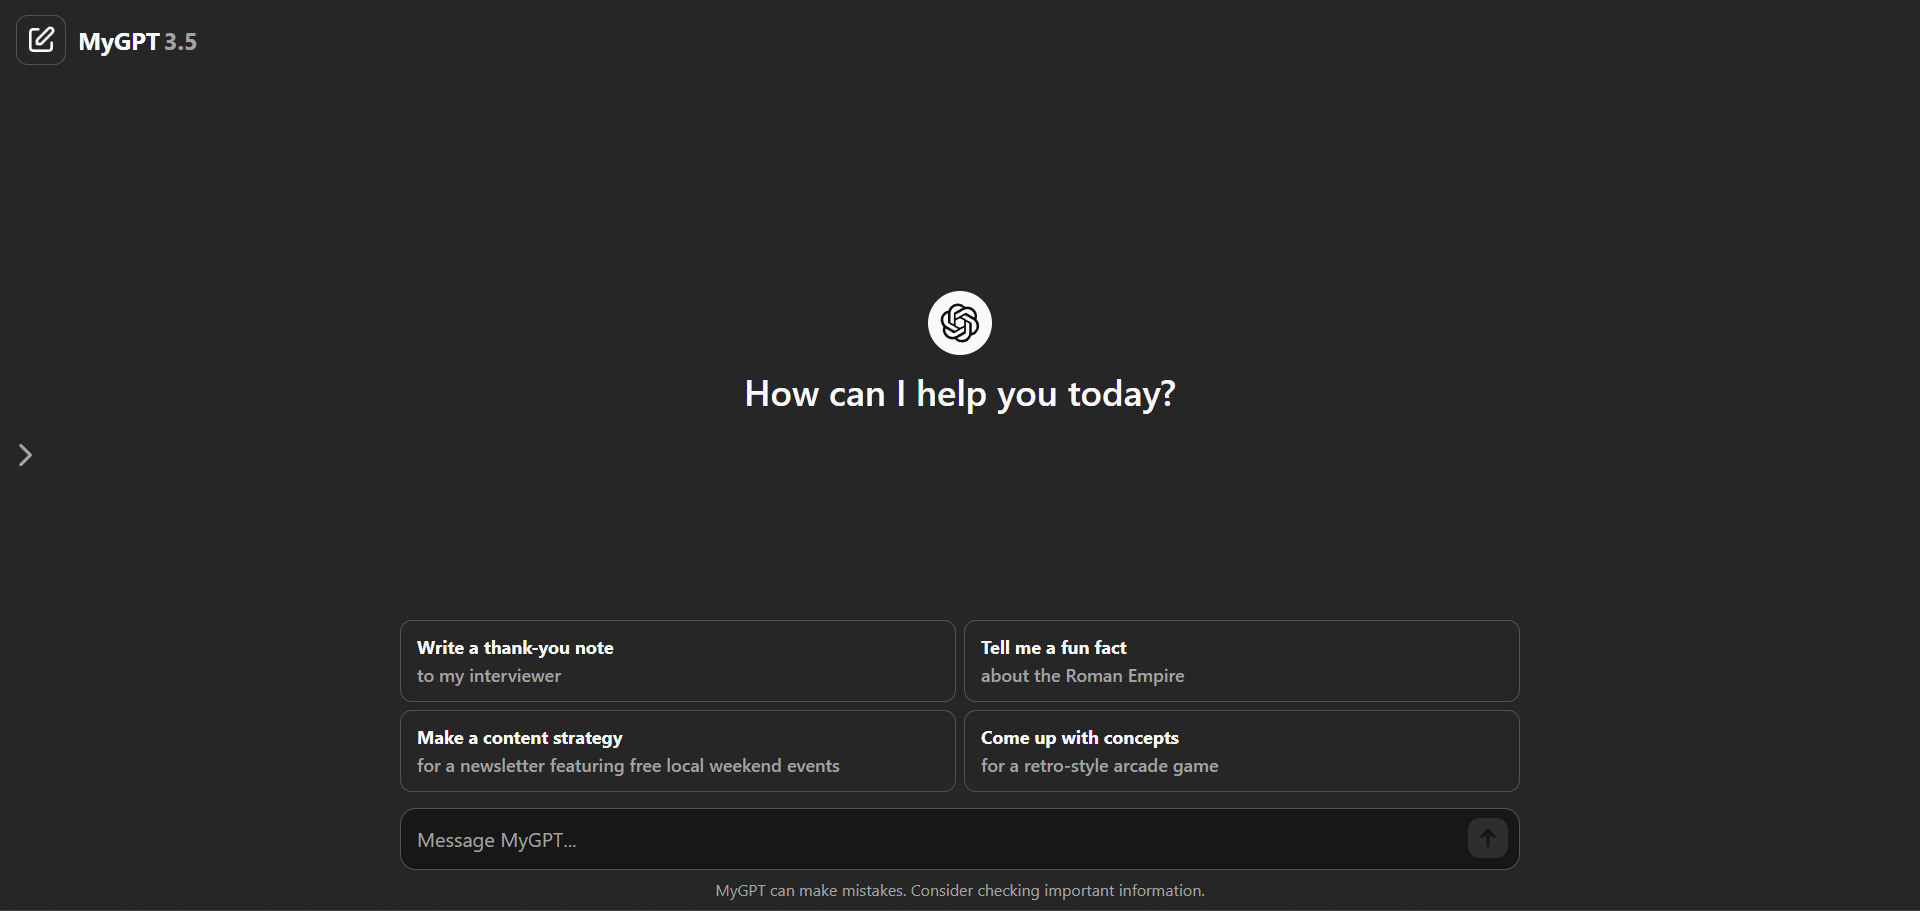 MyGPT 3.5
How can I help you today?
Write a thank-you note
to my interviewer
Tell me a fun fact
about the Roman Empire
Make a content strategy
for a newsletter featuring free local weekend events
Come up with concepts
for a retro-style arcade game
Message MyGPT...
MyGPT can make mistakes. Consider checking important information.